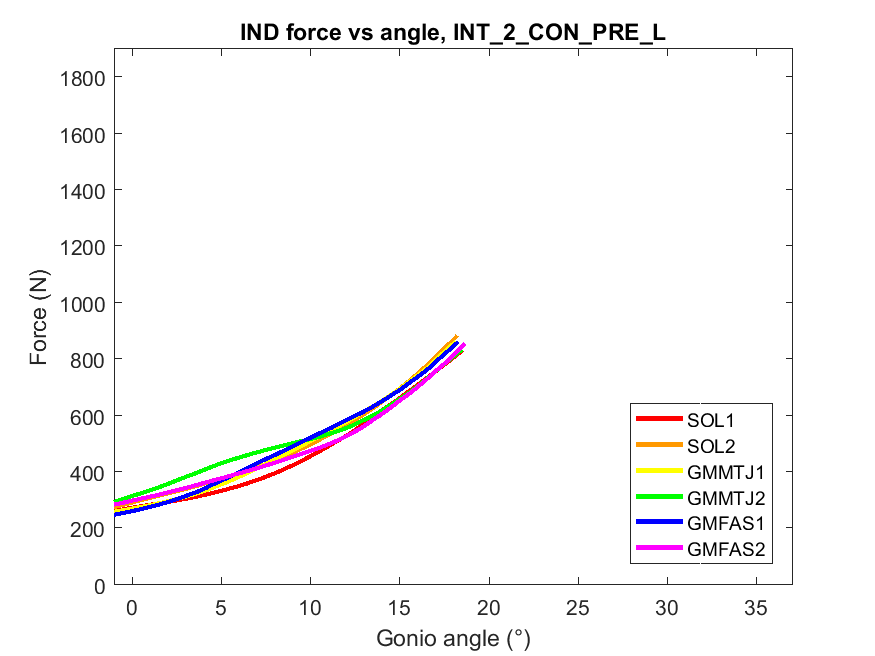 IND force vs angle, INT_2_CON_PRE_L
1800
1600
1400
1200
1000
800
600
400
200
0
Force (N)
0 5 10 15 20 25 30 35
Gonio angle (°)
SOL1
SOL2
GMMTJ1
GMMTJ2
GMFAS1
GMFAS2